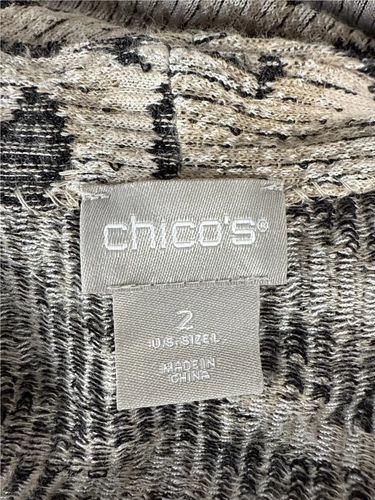 chico's®
2
U.S. SIZE L
MADE IN
CHINA